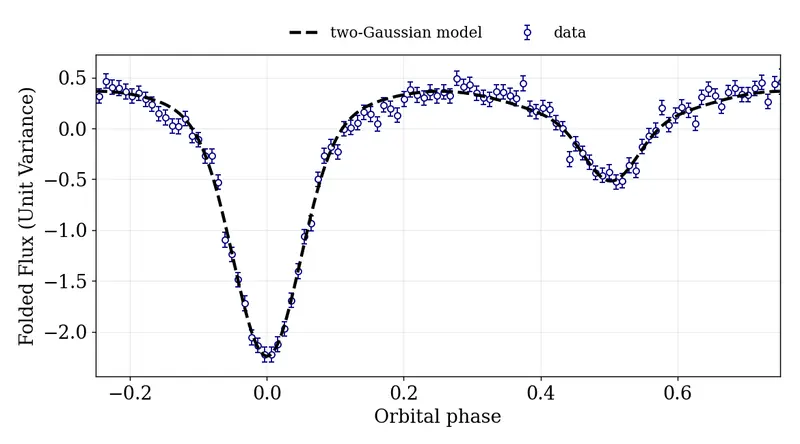 two-Gaussian model
data
Folded Flux (Unit Variance)
0.5
0.0
−0.5
−1.0
−1.5
−2.0
−0.2
0.0
0.2
0.4
0.6
Orbital phase